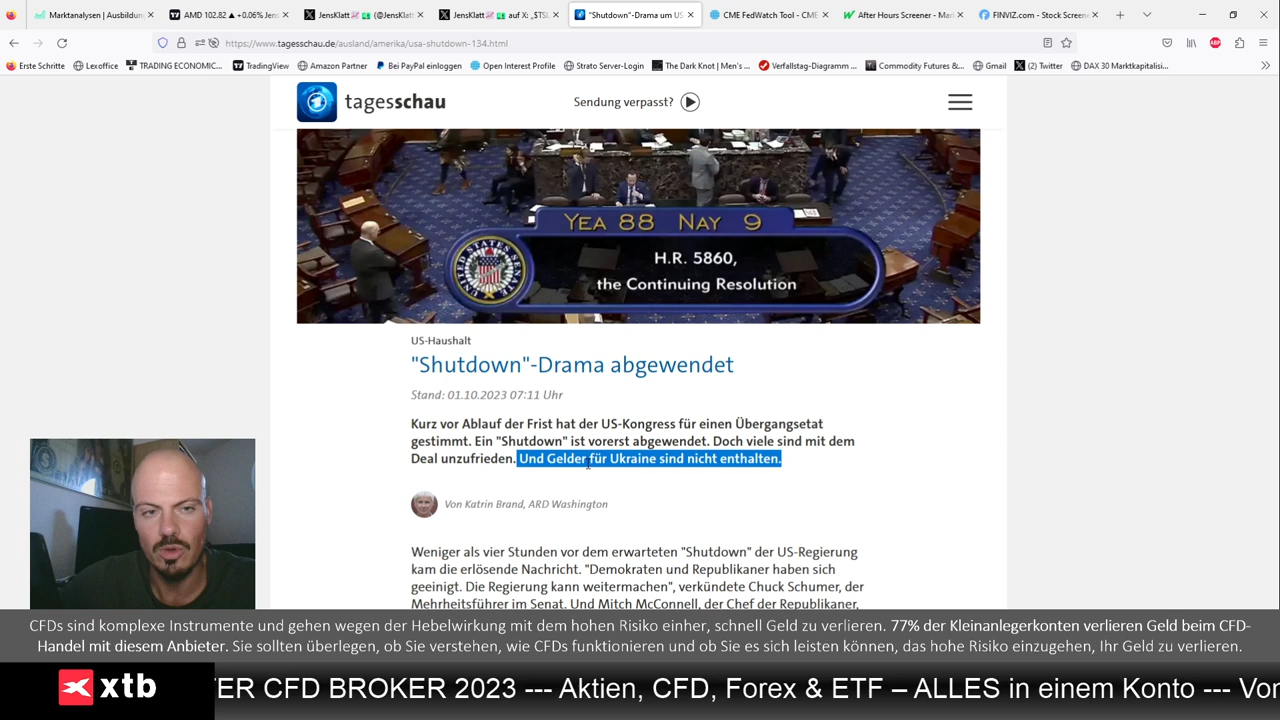 Marktanalysen | Ausbildun
AMD 102.82 ▲ +0.06% Jens
JensKlatt (@JensKlatt
JensKlatt auf X: „$TSL
"Shutdown"-Drama um US
CME FedWatch Tool - CME
After Hours Screener - Mark
FINVIZ.com - Stock Screene
https://www.tagesschau.de/ausland/amerika/usa-shutdown-134.html
Erste Schritte
Lexoffice
TRADING ECONOMIC...
TradingView
Amazon Partner
Bei PayPal einloggen
Open Interest Profile
Strato Server-Login
The Dark Knot | Men's ...
Verfallstag-Diagramm ...
Commodity Futures &...
Gmail
(2) Twitter
DAX 30 Marktkapitalisi...
tagesschau
Sendung verpasst?
YEA 88 NAY 9
H.R. 5860,
the Continuing Resolution
UNITED STATES SENATE
US-Haushalt
"Shutdown"-Drama abgewendet
Stand: 01.10.2023 07:11 Uhr
Kurz vor Ablauf der Frist hat der US-Kongress für einen Übergangsetat
gestimmt. Ein "Shutdown" ist vorerst abgewendet. Doch viele sind mit dem
Deal unzufrieden. Und Gelder für Ukraine sind nicht enthalten.
Von Katrin Brand, ARD Washington
Weniger als vier Stunden vor dem erwarteten "Shutdown" der US-Regierung
kam die erlösende Nachricht. "Demokraten und Republikaner haben sich
geeinigt. Die Regierung kann weitermachen", verkündete Chuck Schumer, der
Mehrheitsführer im Senat. Und Mitch McConnell, der Chef der Republikaner,
CFDs sind komplexe Instrumente und gehen wegen der Hebelwirkung mit dem hohen Risiko einher, schnell Geld zu verlieren. 77% der Kleinanlegerkonten verlieren Geld beim CFD-
Handel mit diesem Anbieter. Sie sollten überlegen, ob Sie verstehen, wie CFDs funktionieren und ob Sie es sich leisten können, das hohe Risiko einzugehen, Ihr Geld zu verlieren.
xtb
TER CFD BROKER 2023 --- Aktien, CFD, Forex & ETF – ALLES in einem Konto --- Vor